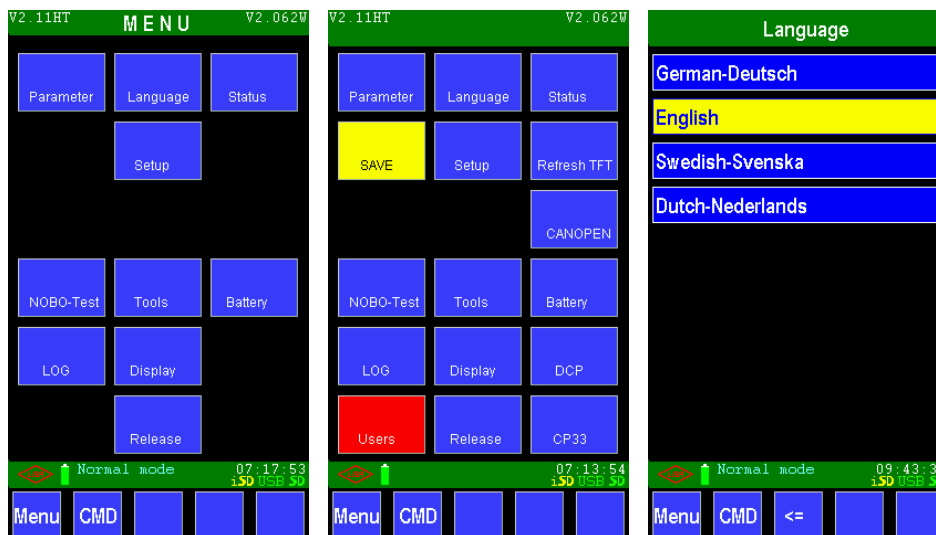 V2.11HT MENU V2.062W
Parameter Language Status
Setup
NOBO-Test Tools Battery
LOG Display
Release
Normal mode 07:17:53
iSD USB SD
Menu CMD
V2.11HT V2.062W
Parameter Language Status
SAVE Setup Refresh TFT
CANOPEN
NOBO-Test Tools Battery
LOG Display DCP
Users Release CP33
07:13:54
iSD USB SD
Menu CMD
Language
German-Deutsch
English
Swedish-Svenska
Dutch-Nederlands
Normal mode 09:43:3
iSD USB S
Menu CMD <=